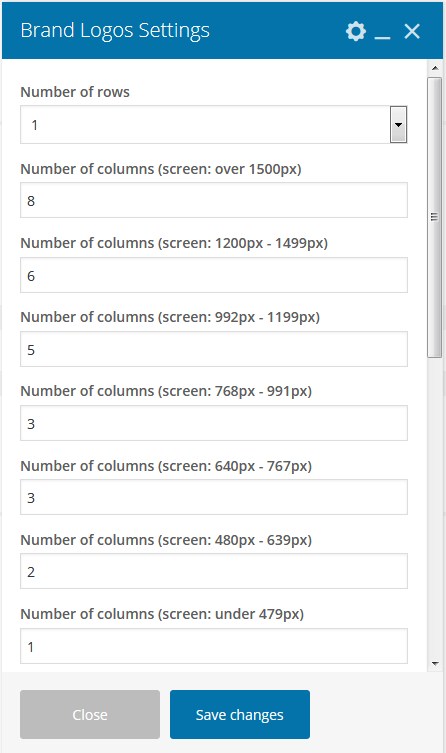 Brand Logos Settings
Number of rows
1
Number of columns (screen: over 1500px)
8
Number of columns (screen: 1200px - 1499px)
6
Number of columns (screen: 992px - 1199px)
5
Number of columns (screen: 768px - 991px)
3
Number of columns (screen: 640px - 767px)
3
Number of columns (screen: 480px - 639px)
2
Number of columns (screen: under 479px)
1
Close
Save changes